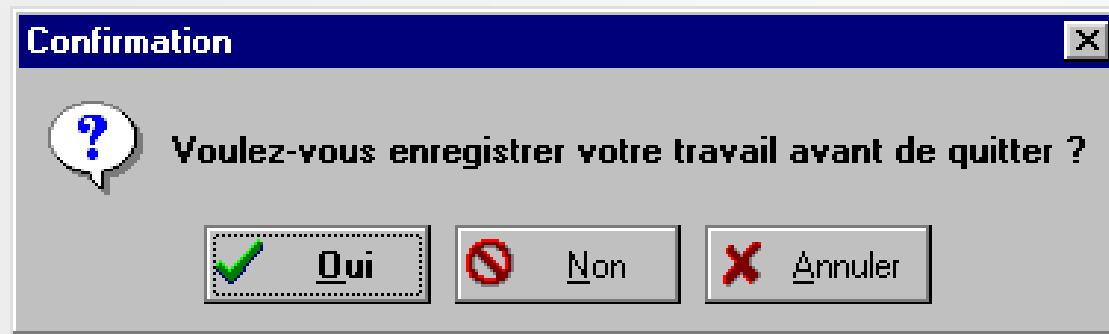 Confirmation
Voulez-vous enregistrer votre travail avant de quitter ?
Oui
Non
Annuler